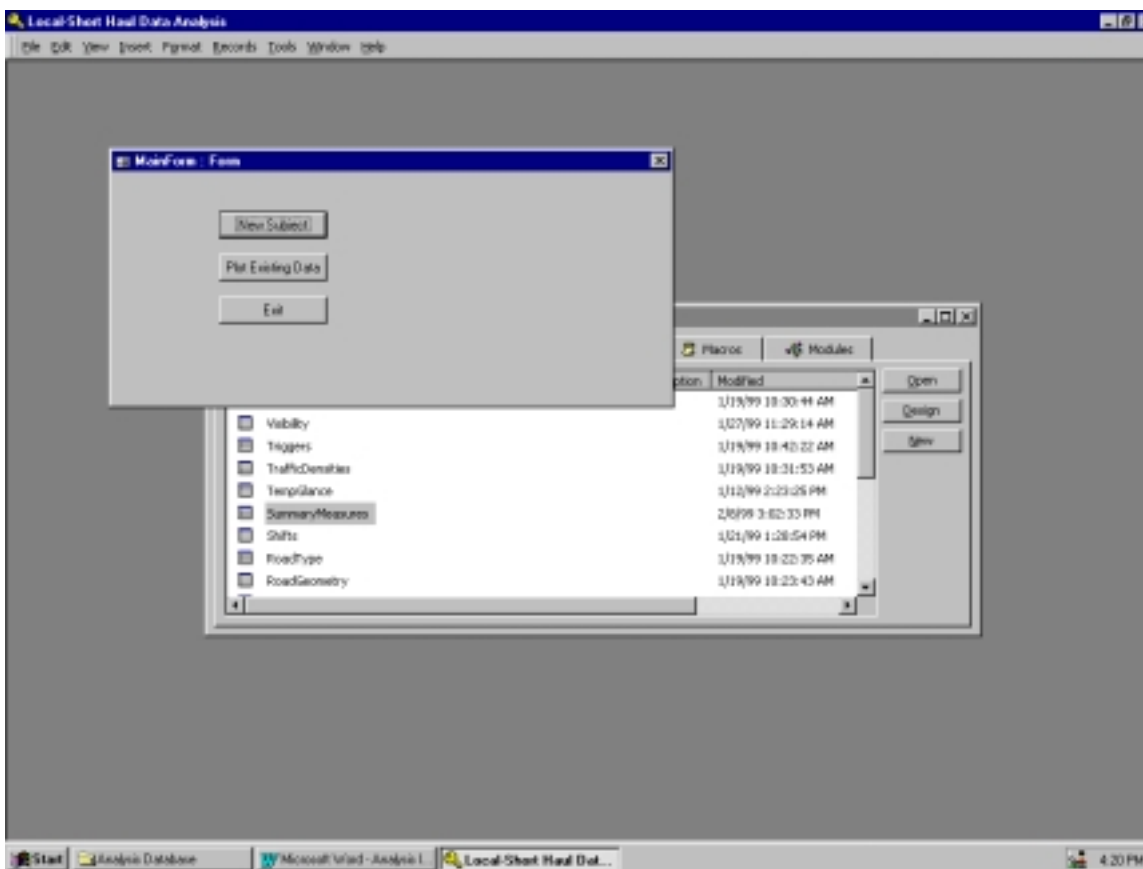 Local-Short Haul Data Analysis
File Edit View Insert Format Records Tools Window Help
MainForm : Form
New Subject
Plot Existing Data
Exit
Macros
Modules
ption
Modified
Open
Design
New
1/19/99 10:30:44 AM
Visibility 1/27/99 11:29:14 AM
Triggers 1/19/99 10:42:22 AM
TrafficDensities 1/19/99 10:31:53 AM
TempGlance 1/12/99 2:23:25 PM
SummaryMeasures 2/8/99 3:02:33 PM
Shifts 1/21/99 1:28:54 PM
RoadType 1/19/99 10:22:35 AM
RoadGeometry 1/19/99 10:23:43 AM
Start
Analysis Database
Microsoft Word - Analysis
Local-Short Haul Dat...
4:20 PM